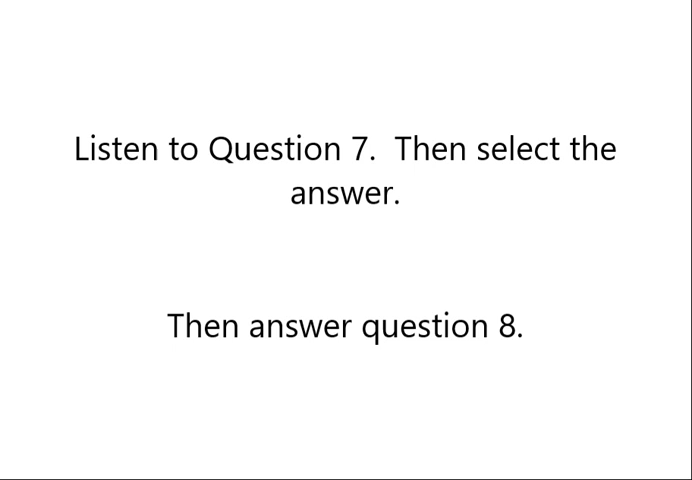 Listen to Question 7.  Then select the
answer.
Then answer question 8.